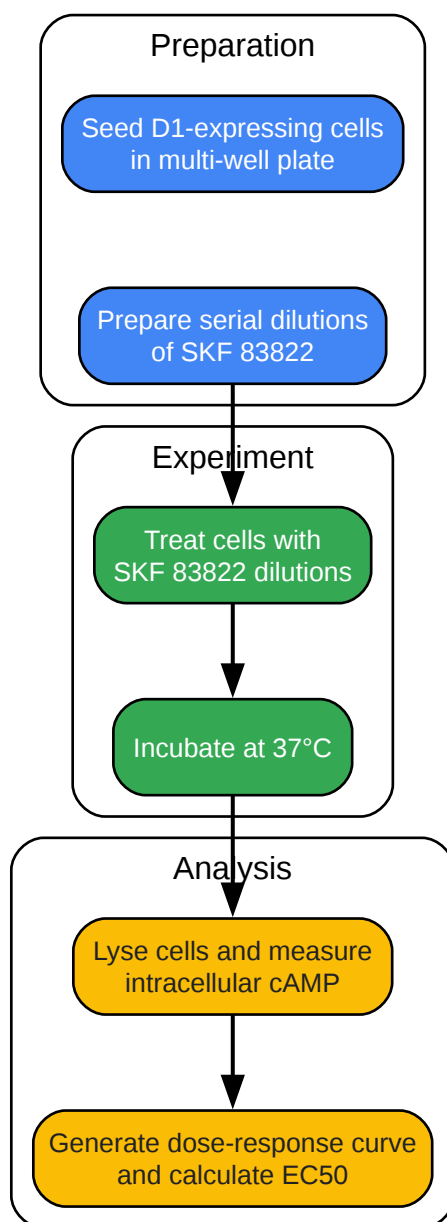 Preparation
Seed D1-expressing cells
in multi-well plate
Prepare serial dilutions
of SKF 83822
Experiment
Treat cells with
SKF 83822 dilutions
Incubate at 37°C
Analysis
Lyse cells and measure
intracellular cAMP
Generate dose-response curve
and calculate EC50